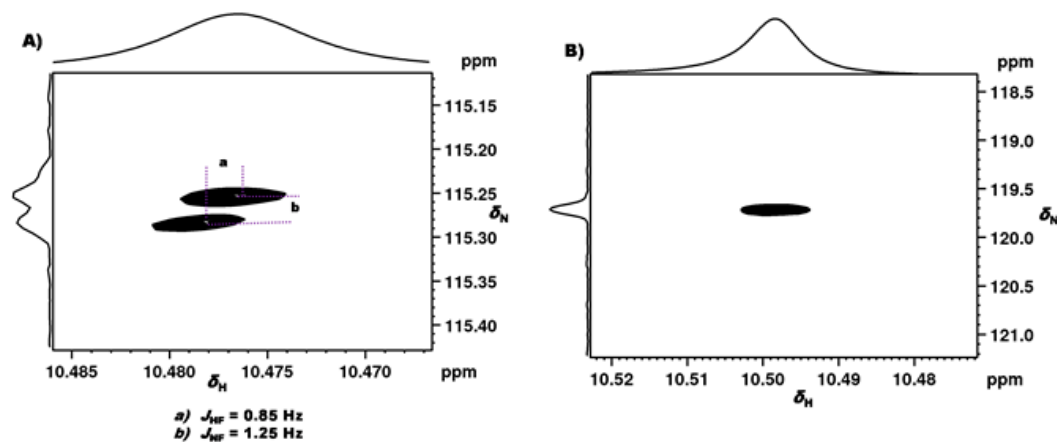 A)
ppm
115.15
115.20
115.25
δN
115.30
115.35
115.40
10.485 10.480 10.475 10.470 ppm
δH
a
b
a) JHF = 0.85 Hz
b) JNF = 1.25 Hz
B)
ppm
118.5
119.0
119.5
δN
120.0
120.5
121.0
10.52 10.51 10.50 10.49 10.48 ppm
δH